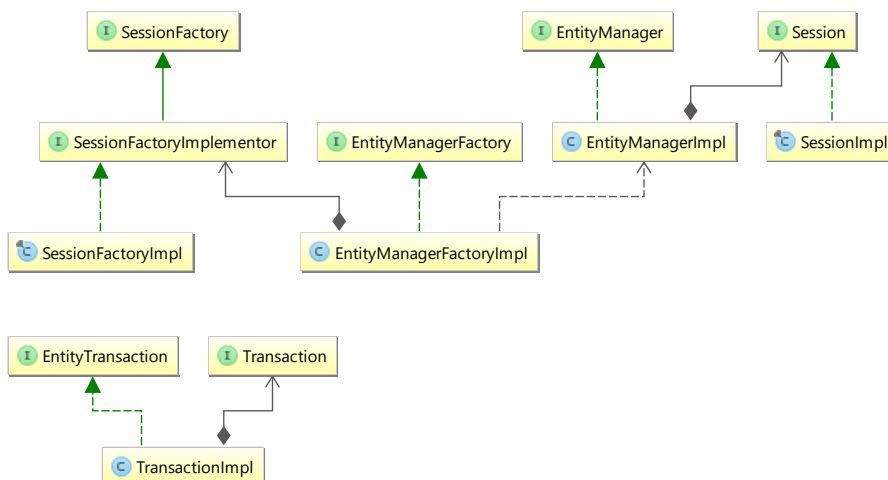 I SessionFactory
I EntityManager
I Session
I SessionFactoryImplementor
I EntityManagerFactory
C EntityManagerImpl
C SessionImpl
C SessionFactoryImpl
C EntityManagerFactoryImpl
I EntityTransaction
I Transaction
C TransactionImpl